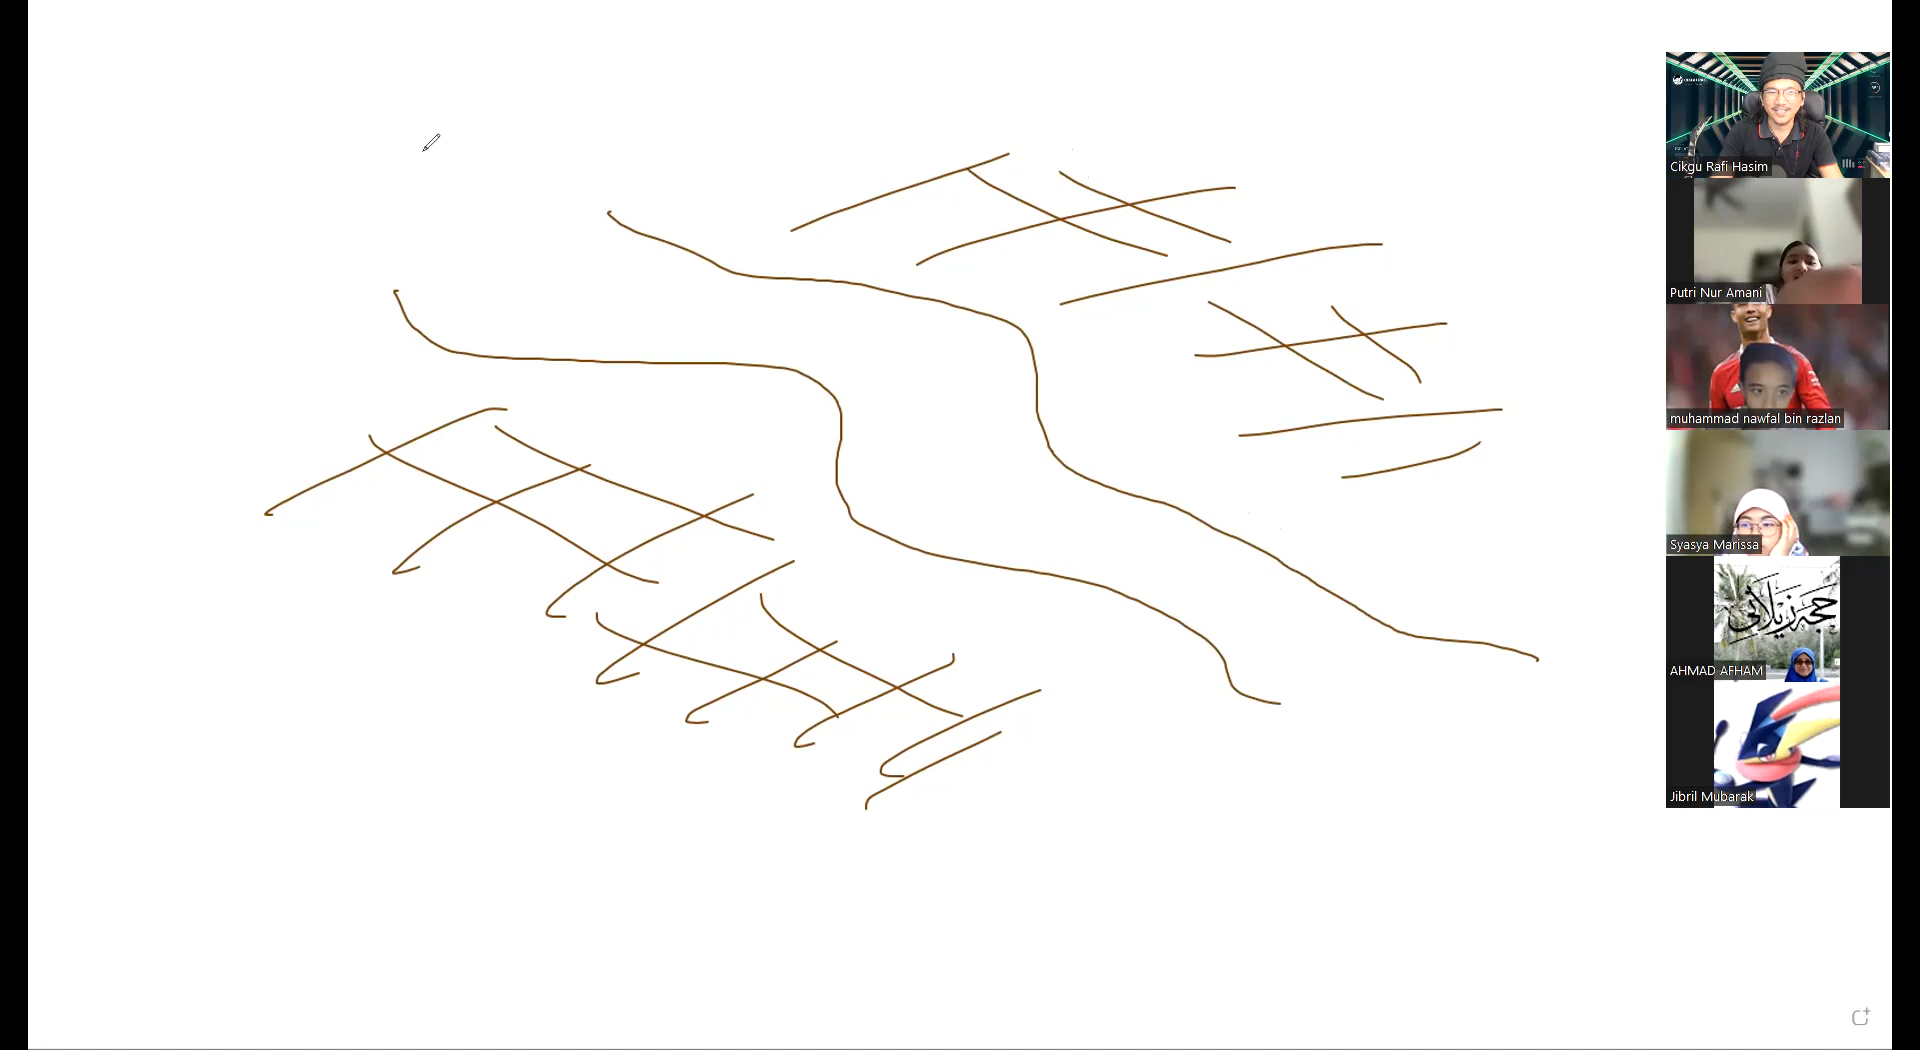 Cikgu Rafi Hasim
Putri Nur Amani
muhammad nawfal bin razlan
Syasya Marissa
AHMAD AFHAM
Jibril Mubarak